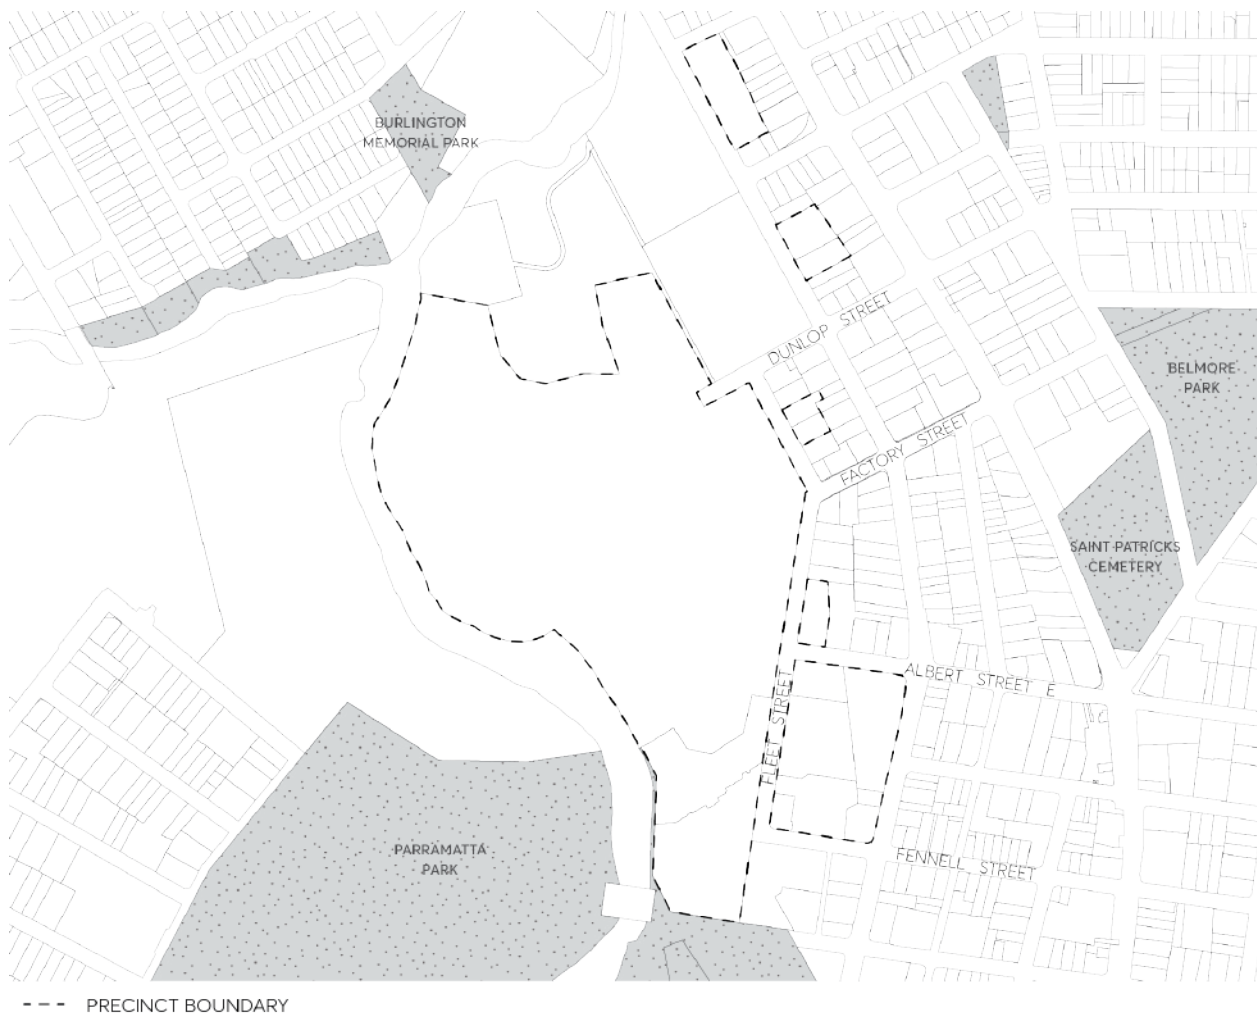 BURLINGTON
MEMORIAL PARK
DUNLOP STREET
BELMORE
PARK
FACTORY STREET
SAINT PATRICKS
CEMETERY
ALBERT STREET E
FLEET STREET
PARRAMATTA
PARK
FENNELL STREET
PRECINCT BOUNDARY